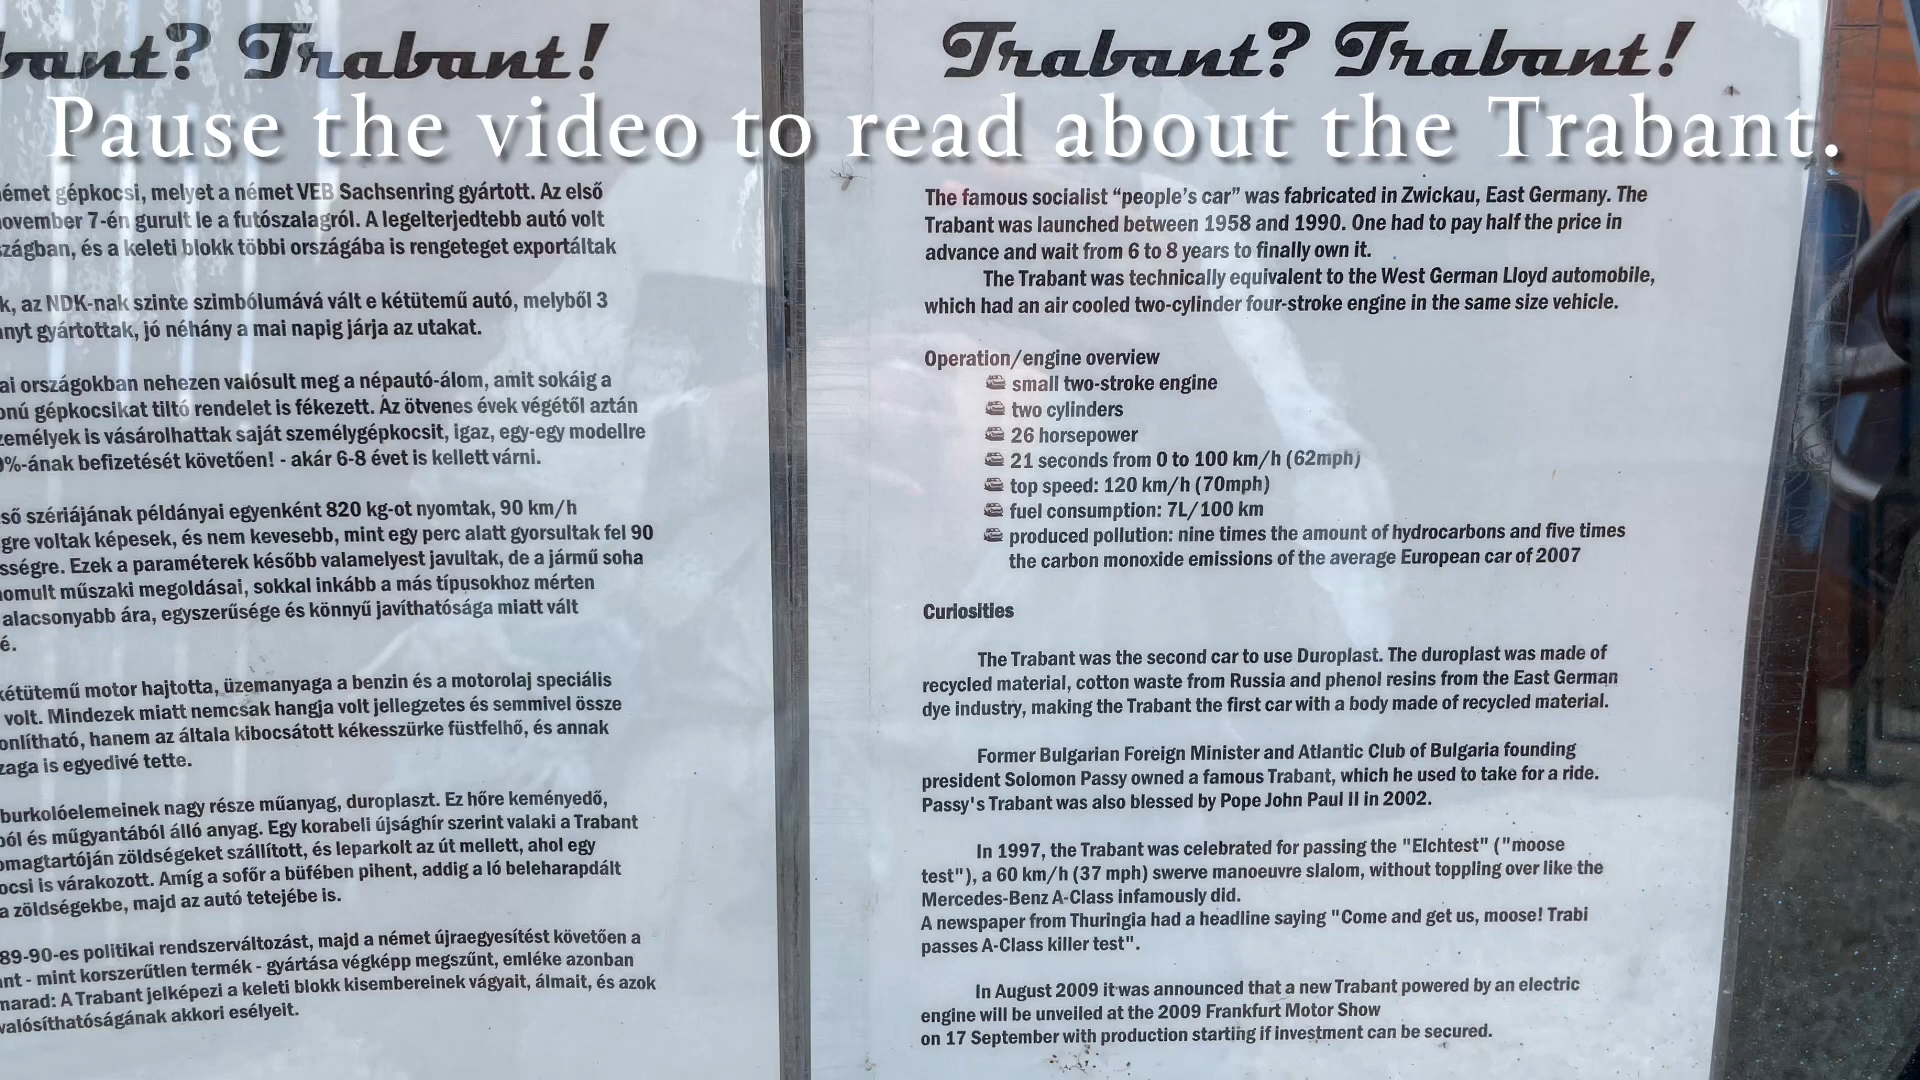 Trabant!
Pause the video to read about the Trabant.
gépkocsi, melyet a német VEB Sachsenring gyártott. Az első
7-én gurult le a futószalagról. A legelterjedtebb autó volt
és a keleti blokk többi országába is rengeteget exportáltak
az NDK-nak szinte szimbólumává vált e kétütemű autó, melyből 3
gyártottak, jó néhány a mai napig járja az utakat.
országokban nehezen valósult meg a népautó-álom, amit sokáig a
gépkocsikat tiltó rendelet is fékezett. Az ötvenes évek végétől aztán
is vásárolhattak saját személygépkocsit, igaz, egy-egy modellre
befizetését követően! - akár 6-8 évet is kellett várni.
szériájának példányai egyenként 820 kg-ot nyomtak, 90 km/h
voltak képesek, és nem kevesebb, mint egy perc alatt gyorsultak fel 90
Ezek a paraméterek később valamelyest javultak, de a jármű soha
műszaki megoldásai, sokkal inkább a más típusokhoz mérten
alacsonyabb ára, egyszerűsége és könnyű javíthatósága miatt vált
motor hajtotta, üzemanyaga a benzin és a motorolaj speciális
volt. Mindezek miatt nemcsak hangja volt jellegzetes és semmivel össze
hanem az általa kibocsátott kékesszürke füstfelhő, és annak
is egyedivé tette.
burkolóelemeinek nagy része műanyag, duroplaszt. Ez hőre keményedő,
és műgyantából álló anyag. Egy korabeli újsághír szerint valaki a Trabant
zöldségeket szállított, és leparkolt az út mellett, ahol egy
is várakozott. Amíg a sofőr a büfében pihent, addig a ló beleharapdált
a zöldségekbe, majd az autó tetejébe is.
89-90-es politikai rendszerváltozást, majd a német újraegyesítést követően a
- mint korszerűtlen termék - gyártása végképp megszűnt, emléke azonban
A Trabant jelképezi a keleti blokk kisembereinek vágyait, álmait, és azok
akkori esélyeit.
Trabant? Trabant!
The famous socialist “people’s car” was fabricated in Zwickau, East Germany. The
Trabant was launched between 1958 and 1990. One had to pay half the price in
advance and wait from 6 to 8 years to finally own it.
The Trabant was technically equivalent to the West German Lloyd automobile,
which had an air cooled two-cylinder four-stroke engine in the same size vehicle.
Operation/engine overview
small two-stroke engine
two cylinders
26 horsepower
21 seconds from 0 to 100 km/h (62mph)
top speed: 120 km/h (70mph)
fuel consumption: 7L/100 km
produced pollution: nine times the amount of hydrocarbons and five times
the carbon monoxide emissions of the average European car of 2007
Curiosities
The Trabant was the second car to use Duroplast. The duroplast was made of
recycled material, cotton waste from Russia and phenol resins from the East German
dye industry, making the Trabant the first car with a body made of recycled material.
Former Bulgarian Foreign Minister and Atlantic Club of Bulgaria founding
president Solomon Passy owned a famous Trabant, which he used to take for a ride.
Passy's Trabant was also blessed by Pope John Paul II in 2002.
In 1997, the Trabant was celebrated for passing the "Elchtest" ("moose
test"), a 60 km/h (37 mph) swerve manoeuvre slalom, without toppling over like the
Mercedes-Benz A-Class infamously did.
A newspaper from Thuringia had a headline saying "Come and get us, moose! Trabi
passes A-Class killer test".
In August 2009 it was announced that a new Trabant powered by an electric
engine will be unveiled at the 2009 Frankfurt Motor Show
on 17 September with production starting if investment can be secured.